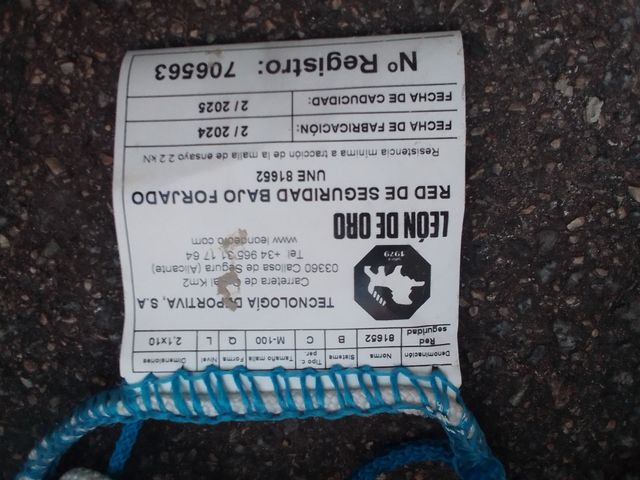 Denominación Norma Sistema Tipo c. per. Tamaño malla Forma Nivel Dimensiones
Red seguridad 81652 B C M-100 Q L 2,1x10
TECNOLOGÍA DEPORTIVA, S.A
Carretera de Km2
03360 Callosa de Segura (Alicante)
Tel. +34 965 31 17 64
www.leondeoro.com
1979
LEÓN DE ORO
RED DE SEGURIDAD BAJO FORJADO
UNE 81652
Resistencia mínima a tracción de la malla de ensayo 2.2 kN
FECHA DE FABRICACIÓN: 2/2024
FECHA DE CADUCIDAD: 2/2025
Nº Registro: 706563